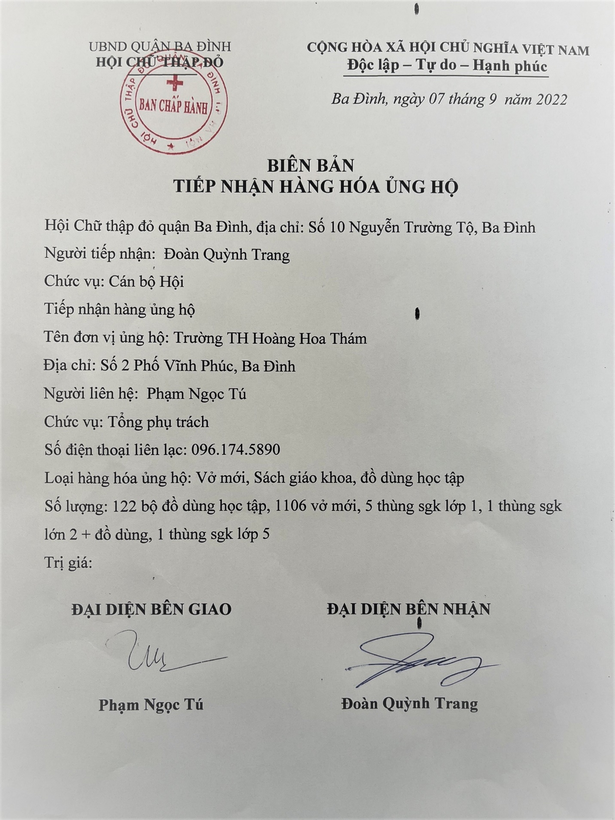 UBND QUẬN BA ĐÌNH
HỘI CHỮ THẬP ĐỎ
CỘNG HÒA XÃ HỘI CHỦ NGHĨA VIỆT NAM
Độc lập – Tự do – Hạnh phúc
HỘI CHỮ THẬP ĐỎ QUẬN BA ĐÌNH
BAN CHẤP HÀNH
Ba Đình, ngày 07 tháng 9 năm 2022
BIÊN BẢN
TIẾP NHẬN HÀNG HÓA ỦNG HỘ
Hội Chữ thập đỏ quận Ba Đình, địa chỉ: Số 10 Nguyễn Trường Tộ, Ba Đình
Người tiếp nhận: Đoàn Quỳnh Trang
Chức vụ: Cán bộ Hội
Tiếp nhận hàng ủng hộ
Tên đơn vị ủng hộ: Trường TH Hoàng Hoa Thám
Địa chỉ: Số 2 Phố Vĩnh Phúc, Ba Đình
Người liên hệ: Phạm Ngọc Tú
Chức vụ: Tổng phụ trách
Số điện thoại liên lạc: 096.174.5890
Loại hàng hóa ủng hộ: Vở mới, Sách giáo khoa, đồ dùng học tập
Số lượng: 122 bộ đồ dùng học tập, 1106 vở mới, 5 thùng sgk lớp 1, 1 thùng sgk
lớn 2 + đồ dùng, 1 thùng sgk lớp 5
Trị giá:
ĐẠI DIỆN BÊN GIAO
ĐẠI DIỆN BÊN NHẬN
Phạm Ngọc Tú
Đoàn Quỳnh Trang